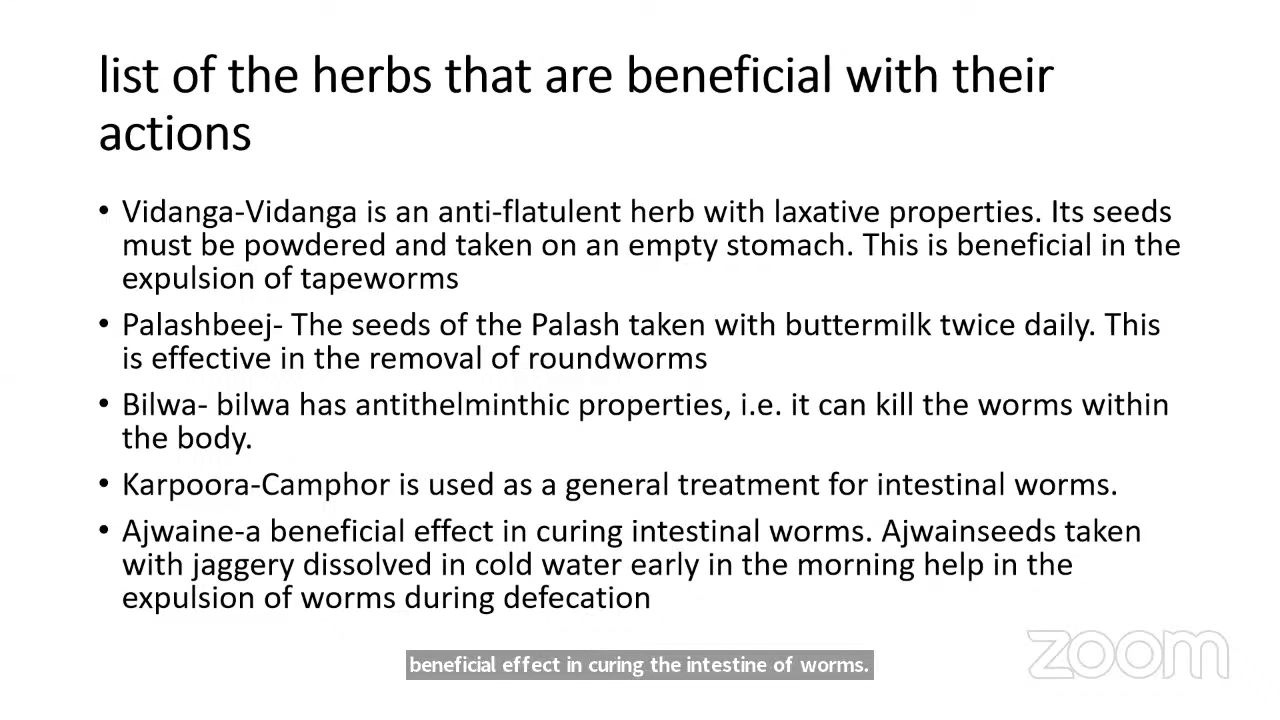 list of the herbs that are beneficial with their
actions
• Vidanga-Vidanga is an anti-flatulent herb with laxative properties. Its seeds
must be powdered and taken on an empty stomach. This is beneficial in the
expulsion of tapeworms
• Palashbeej- The seeds of the Palash taken with buttermilk twice daily. This
is effective in the removal of roundworms
• Bilwa- bilwa has antithelminthic properties, i.e. it can kill the worms within
the body.
• Karpoora-Camphor is used as a general treatment for intestinal worms.
• Ajwaine-a beneficial effect in curing intestinal worms. Ajwainseeds taken
with jaggery dissolved in cold water early in the morning help in the
expulsion of worms during defecation
beneficial effect in curing the intestine of worms.
zoom